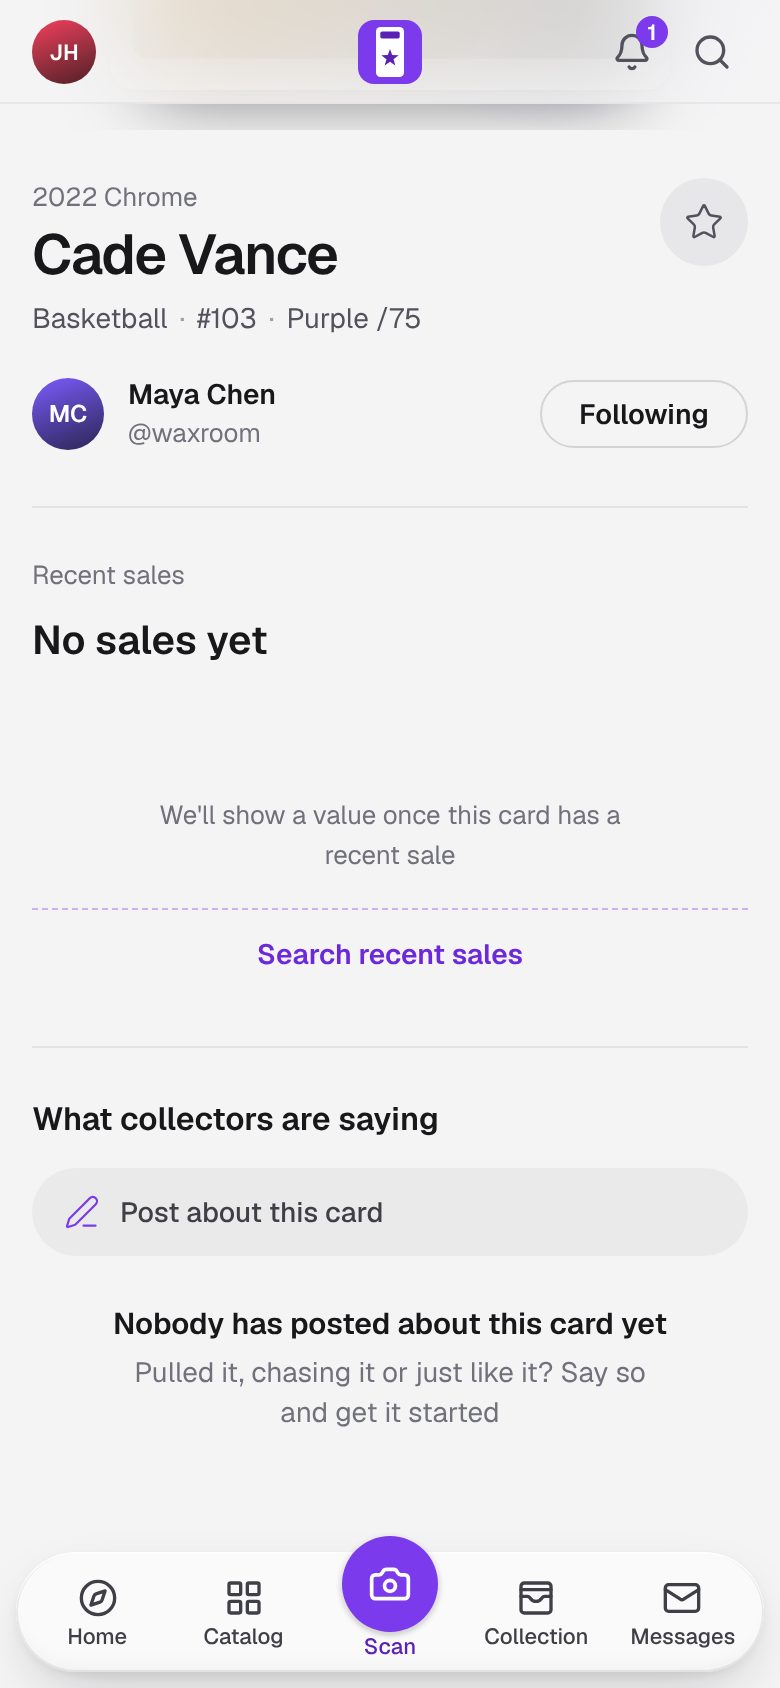 JH
1
2022 Chrome
Cade Vance
Basketball · #103 · Purple /75
MC
Maya Chen
@waxroom
Following
Recent sales
No sales yet
We'll show a value once this card has a
recent sale
Search recent sales
What collectors are saying
Post about this card
Nobody has posted about this card yet
Pulled it, chasing it or just like it? Say so
and get it started
Home
Catalog
Scan
Collection
Messages